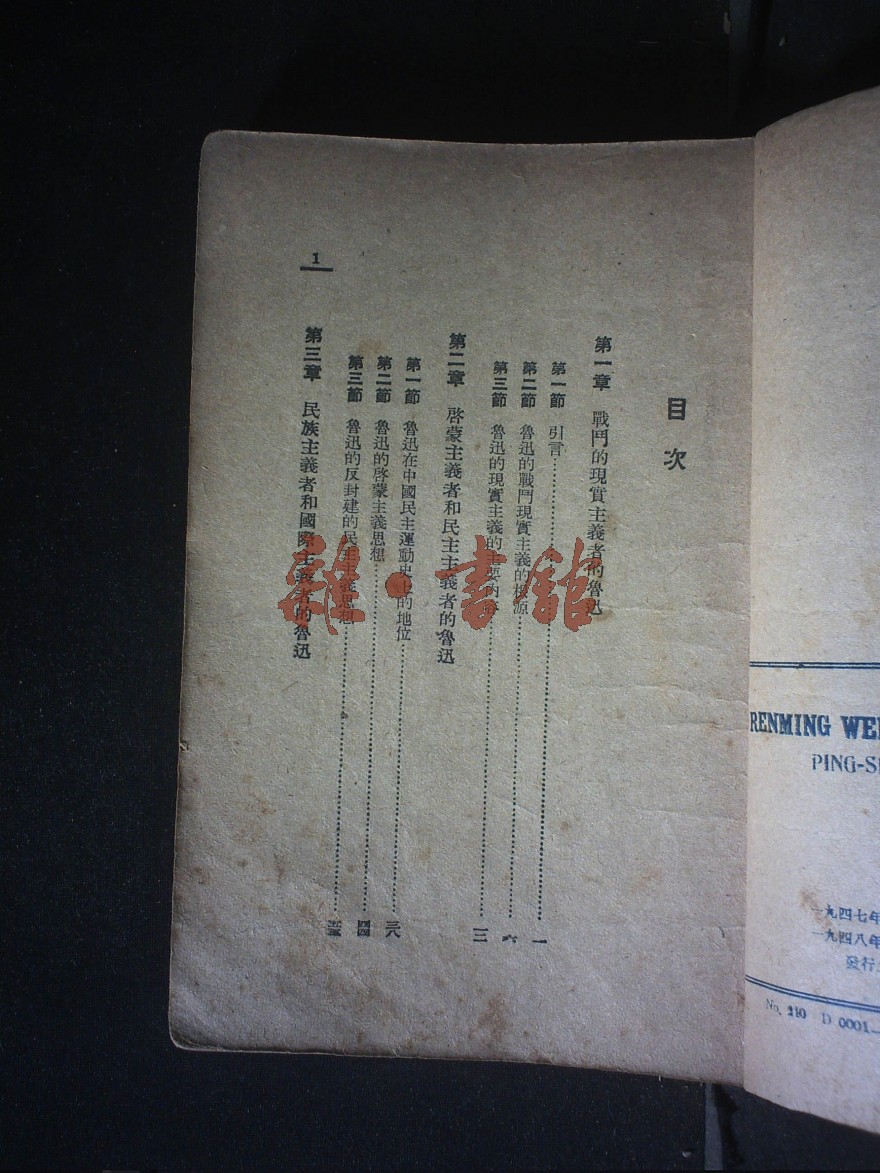 目次
第一章 戰鬥的現實主義者的魯迅
第一節 引言 一
第二節 魯迅的戰鬥現實主義的根源 六
第三節 魯迅的現實主義的主要內容 一三
第二章 啓蒙主義者和民主主義者的魯迅
第一節 魯迅在中國民主運動史上的地位 三八
第二節 魯迅的啓蒙主義思想
第三節 魯迅的反封建的民主主義思想
第三章 民族主義者和國際主義者的魯迅
1
雜·書館
RENMING WE
PING-S
一九四七年
一九四八年
發行
No. 210 D 0001